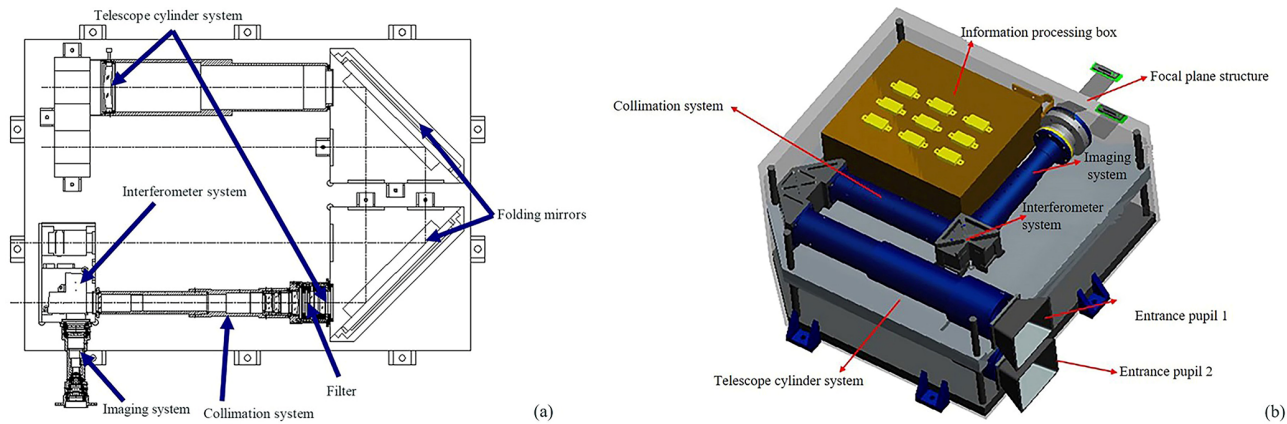 Telescope cylinder system
Interferometer system
Folding mirrors
Filter
Imaging system
Collimation system
(a)
Information processing box
Focal plane structure
Collimation system
Imaging
system
Interferometer
system
Entrance pupil 1
Telescope cylinder system
Entrance pupil 2
(b)